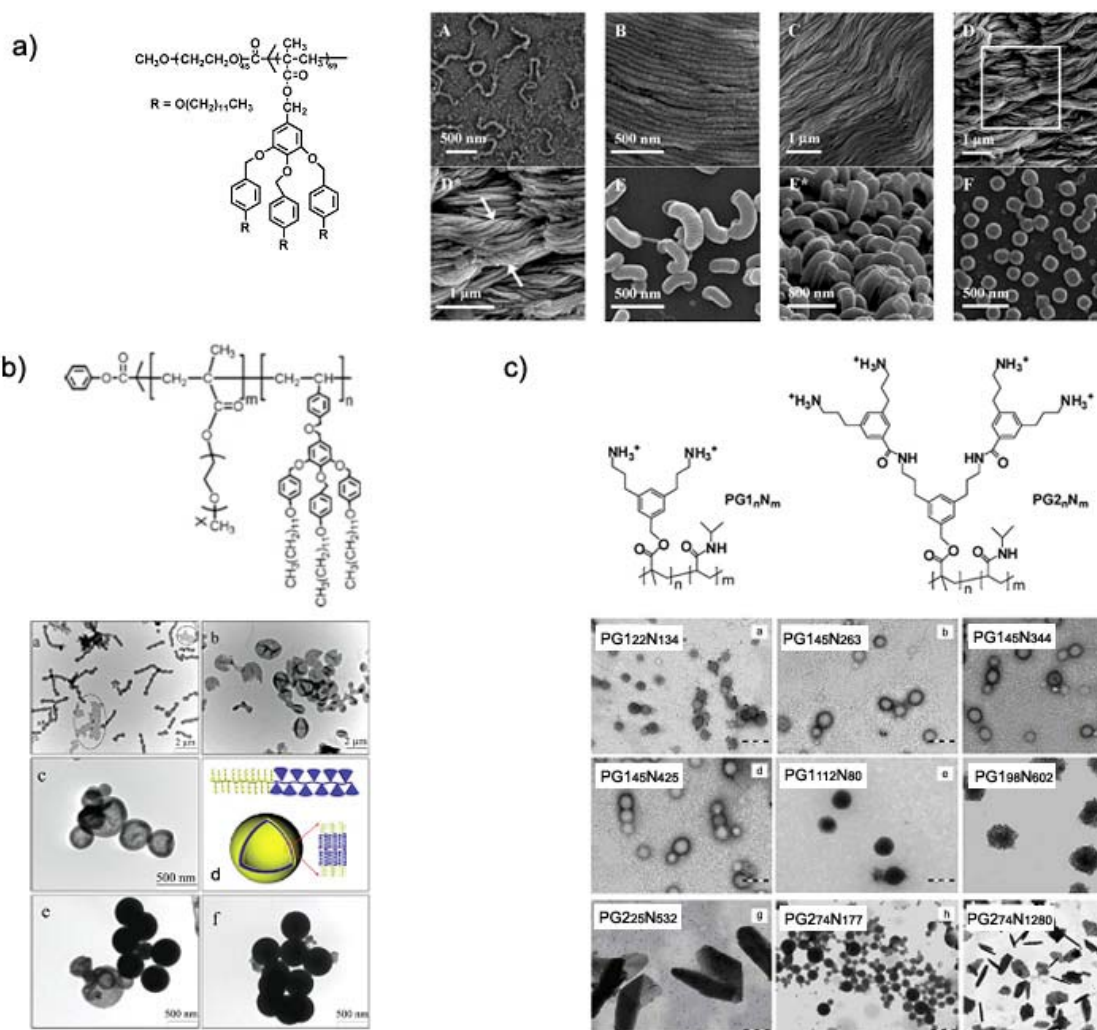 a)
CH₃O-(CH₂CH₂O)₄₅
O
C
CH₃
(C-CH₂)₆₉
C=O
O
CH₂
R = O(CH₂)₁₁CH₃
O
O
O
R
R
R
A
500 nm
B
500 nm
C
1 µm
D
1 µm
D*
1 µm
E
500 nm
E*
800 nm
F
500 nm
b)
O
O
C
CH₂
CH₃
C
m
CH₂
CH
n
O
O
O
X
CH₃
O
O
O
O
O
O
O
CH₃(CH₂)₁₁
CH₃(CH₂)₁₁
CH₃(CH₂)₁₁
a
2 µm
b
2 µm
c
500 nm
d
e
500 nm
f
500 nm
c)
⁺H₃N
NH₃⁺
⁺H₃N
NH₃⁺
NH₃⁺
NH₃⁺
O
NH
HN
O
PG1ₙNₘ
PG2ₙNₘ
O
O
O
NH
n
m
O
O
O
NH
n
m
PG122N134
a
PG145N263
b
PG145N344
PG145N425
d
PG1112N80
e
PG198N602
PG225N532
g
PG274N177
h
PG274N1280